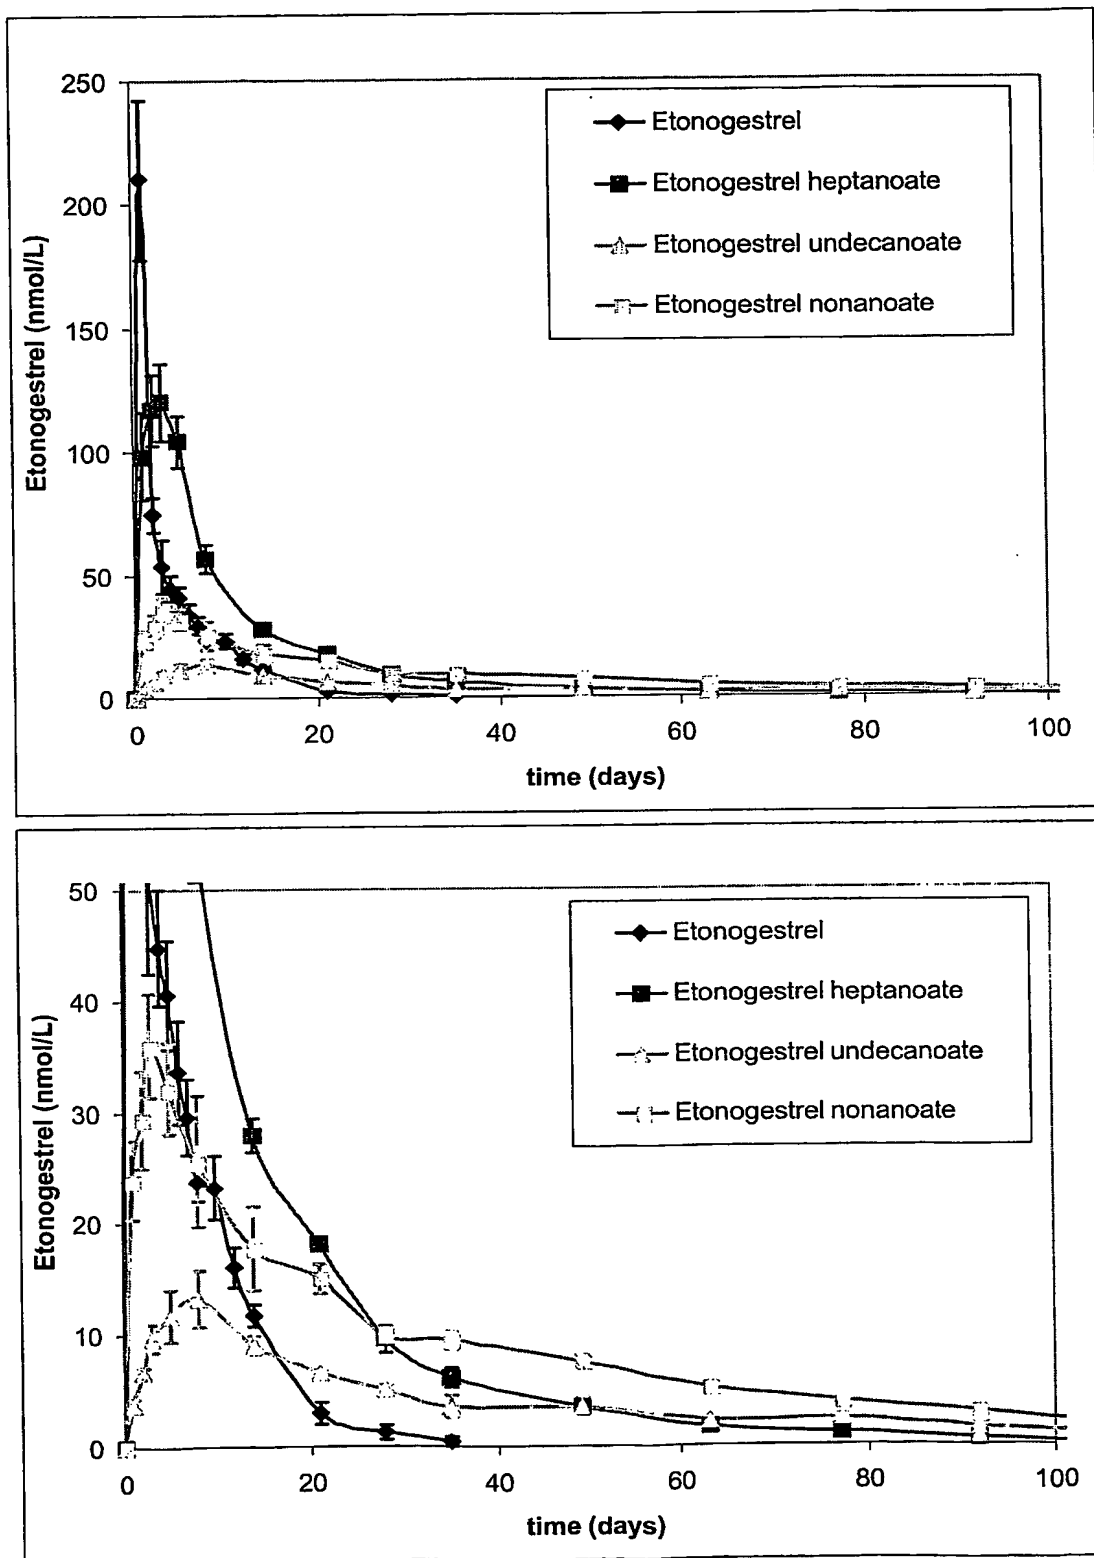 250
200
150
100
50
0
Etonogestrel (nmol/L)
Etonogestrel
Etonogestrel heptanoate
Etonogestrel undecanoate
Etonogestrel nonanoate
0 20 40 60 80 100
time (days)
50
40
30
20
10
0
Etonogestrel (nmol/L)
Etonogestrel
Etonogestrel heptanoate
Etonogestrel undecanoate
Etonogestrel nonanoate
0 20 40 60 80 100
time (days)